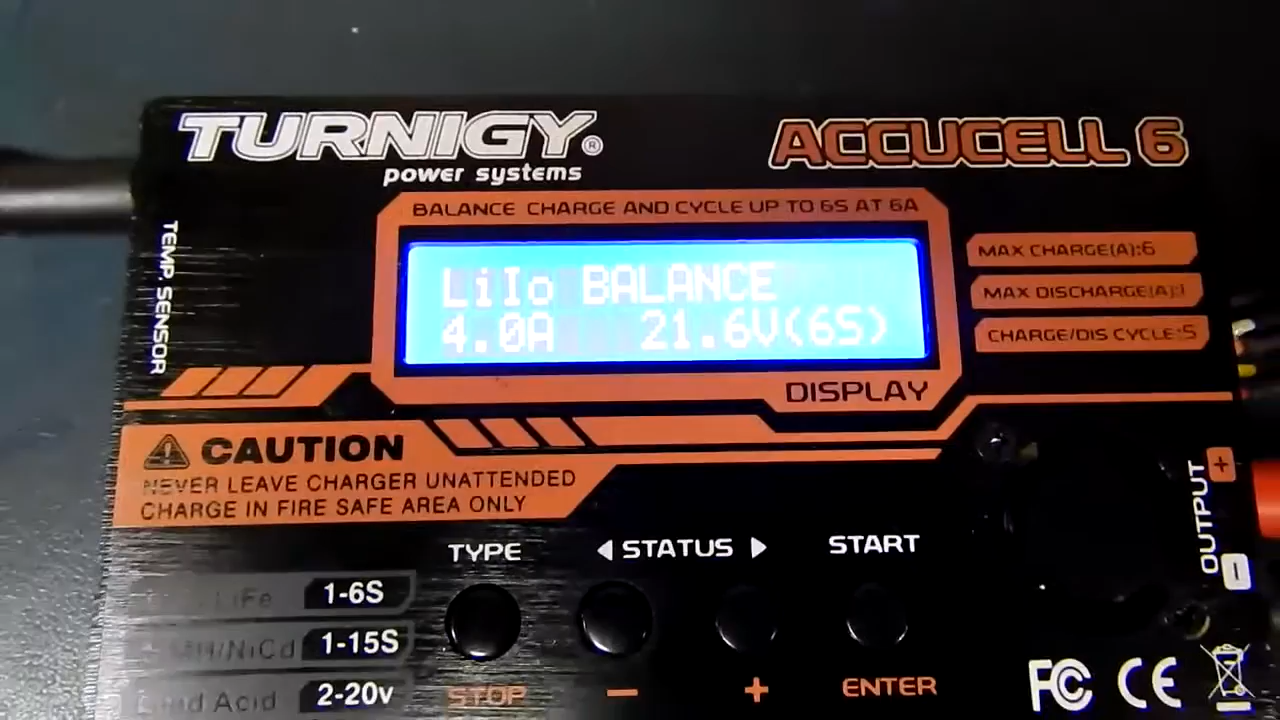 TURNIGY®
power systems
ACCUCELL 6
BALANCE CHARGE AND CYCLE UP TO 6S AT 6A
TEMP. SENSOR
LiIo BALANCE
4.0A 21.6V(6S)
MAX CHARGE(A):6
MAX DISCHARGE(A):1
CHARGE/DIS CYCLE:5
DISPLAY
CAUTION
NEVER LEAVE CHARGER UNATTENDED
CHARGE IN FIRE SAFE AREA ONLY
OUTPUT
+
−
TYPE
◀ STATUS ▶
START
LiFe 1-6S
/NiCd 1-15S
Acid 2-20v
STOP
−
+
ENTER
FC CE